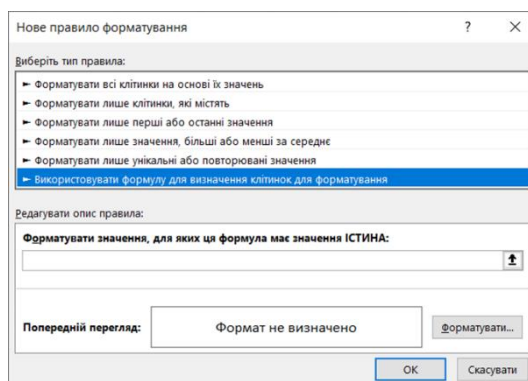 Нове правило форматування
Виберіть тип правила:
► Форматувати всі клітинки на основі їх значень
► Форматувати лише клітинки, які містять
► Форматувати лише перші або останні значення
► Форматувати лише значення, більші або менші за середнє
► Форматувати лише унікальні або повторювані значення
► Використовувати формулу для визначення клітинок для форматування
Редагувати опис правила:
Форматувати значення, для яких ця формула має значення ІСТИНА:
Попередній перегляд: Формат не визначено Форматувати...
ОК Скасувати